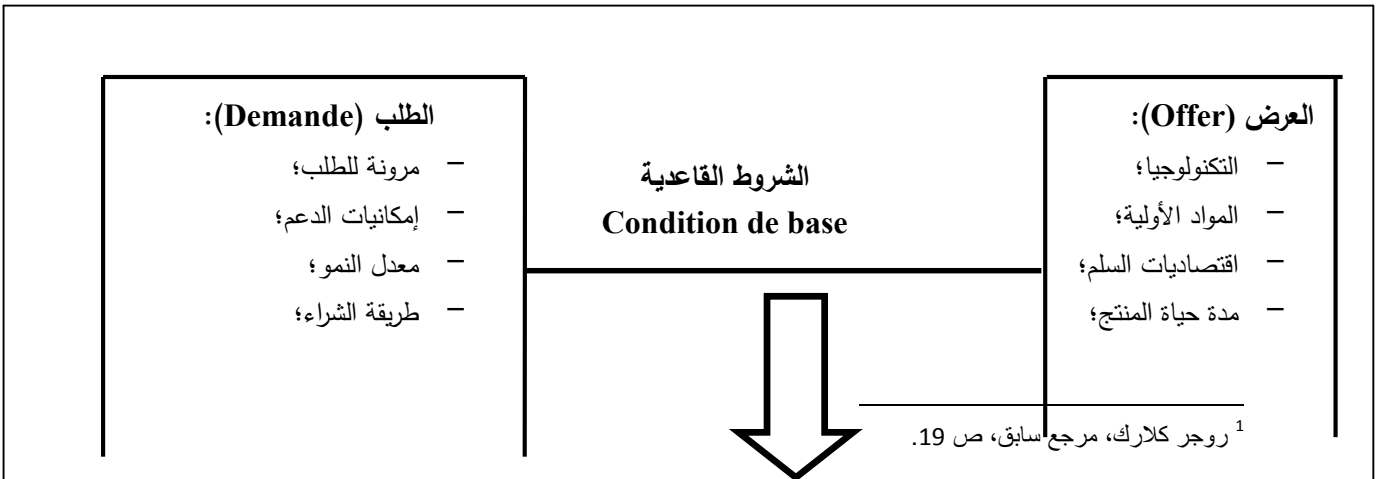 العرض (Offer):
– التكنولوجيا؛
– المواد الأولية؛
– اقتصاديات السلم؛
– مدة حياة المنتج؛
الشروط القاعدية
Condition de base
الطلب (Demande):
– مرونة للطلب؛
– إمكانيات الدعم؛
– معدل النمو؛
– طريقة الشراء؛
1 روجر كلارك، مرجع سابق، ص 19.